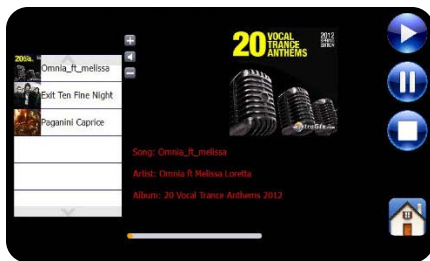 Omnia_ft_melissa
Exit Ten Fine Night
Paganini Caprice
20 VOCAL
TRANCE
ANTHEMS
2012
EDITION
Song: Omnia_ft_melissa
Artist: Omnia ft Melissa Loretta
Album: 20 Vocal Trance Anthems 2012